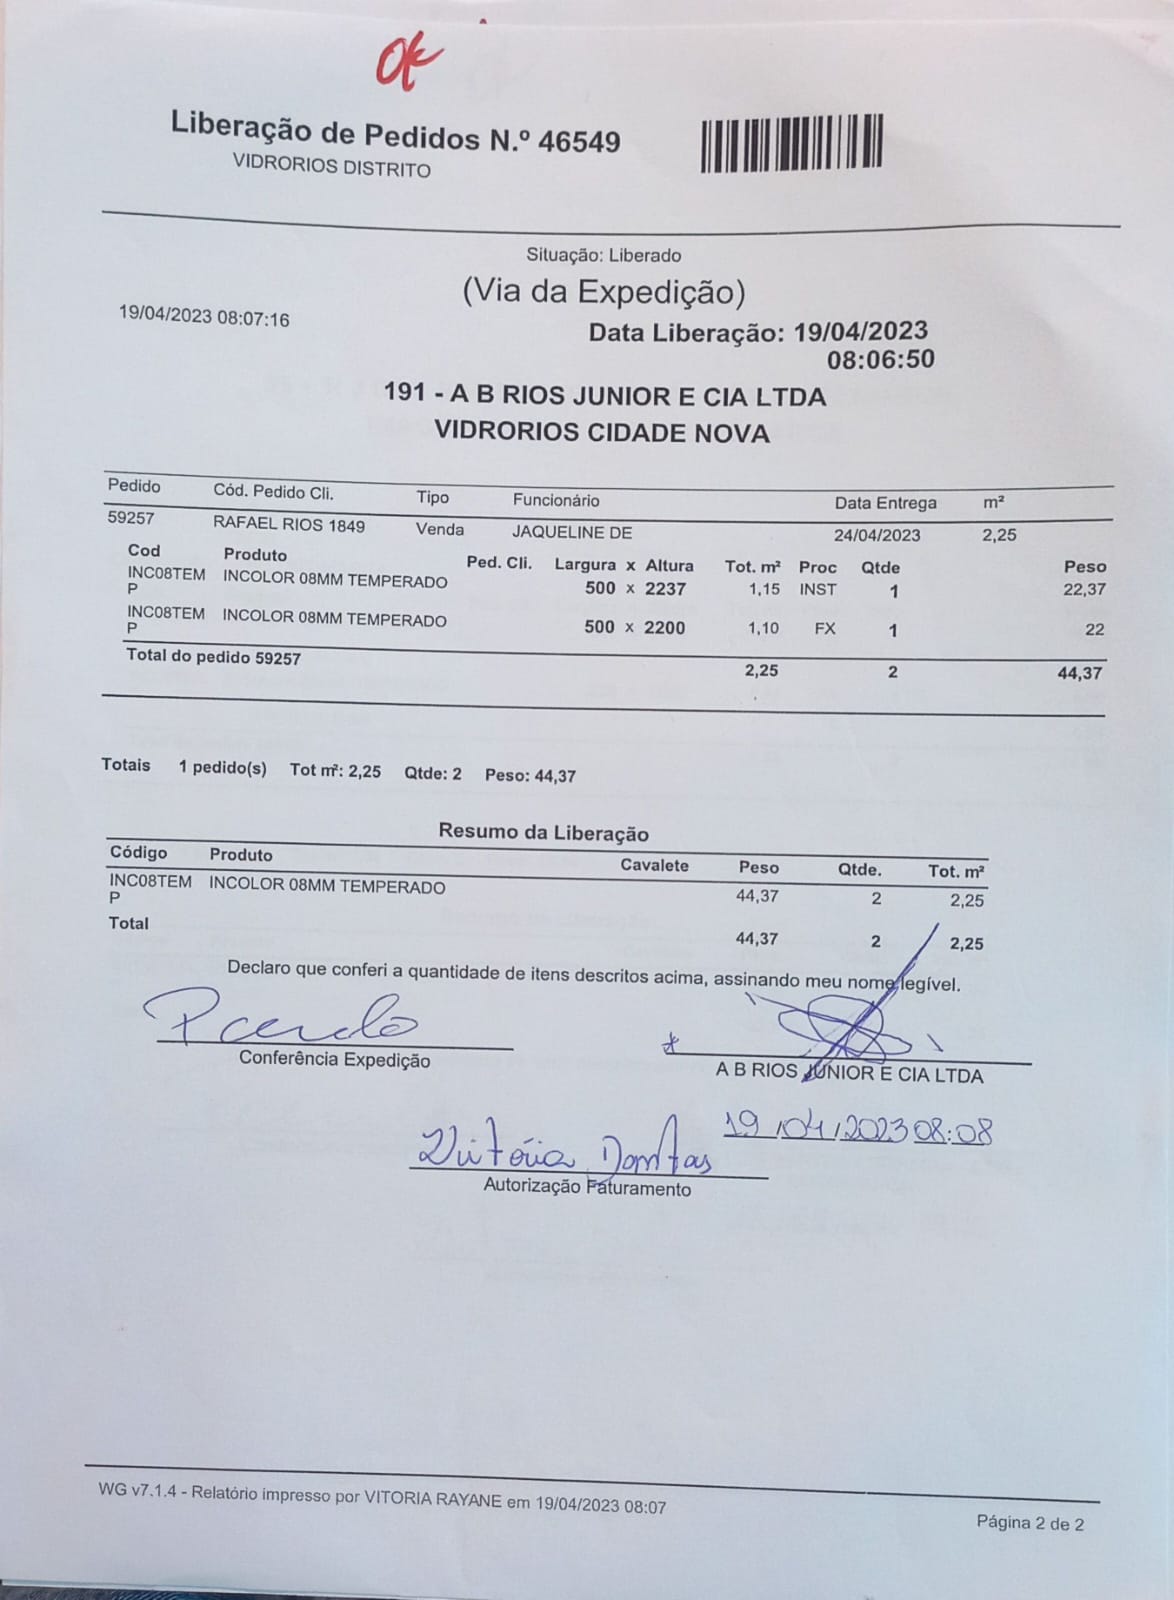 Ok
Liberação de Pedidos N.º 46549
VIDRORIOS DISTRITO
Situação: Liberado
(Via da Expedição)
19/04/2023 08:07:16
Data Liberação: 19/04/2023
08:06:50
191 - A B RIOS JUNIOR E CIA LTDA
VIDRORIOS CIDADE NOVA
Pedido Cód. Pedido Cli. Tipo Funcionário Data Entrega m²
59257 RAFAEL RIOS 1849 Venda JAQUELINE DE 24/04/2023 2,25
Cod Produto Ped. Cli. Largura x Altura Tot. m² Proc Qtde Peso
INC08TEM INCOLOR 08MM TEMPERADO 500 x 2237 1,15 INST 1 22,37
P
INC08TEM INCOLOR 08MM TEMPERADO 500 x 2200 1,10 FX 1 22
P
Total do pedido 59257 2,25 2 44,37
Totais 1 pedido(s) Tot m²: 2,25 Qtde: 2 Peso: 44,37
Resumo da Liberação
Código Produto Cavalete Peso Qtde. Tot. m²
INC08TEM INCOLOR 08MM TEMPERADO 44,37 2 2,25
P
Total 44,37 2 2,25
Declaro que conferi a quantidade de itens descritos acima, assinando meu nome legível.
Conferência Expedição
A B RIOS JUNIOR E CIA LTDA
19/04/2023 08:08
Vitória Dantas
Autorização Faturamento
WG v7.1.4 - Relatório impresso por VITORIA RAYANE em 19/04/2023 08:07
Página 2 de 2